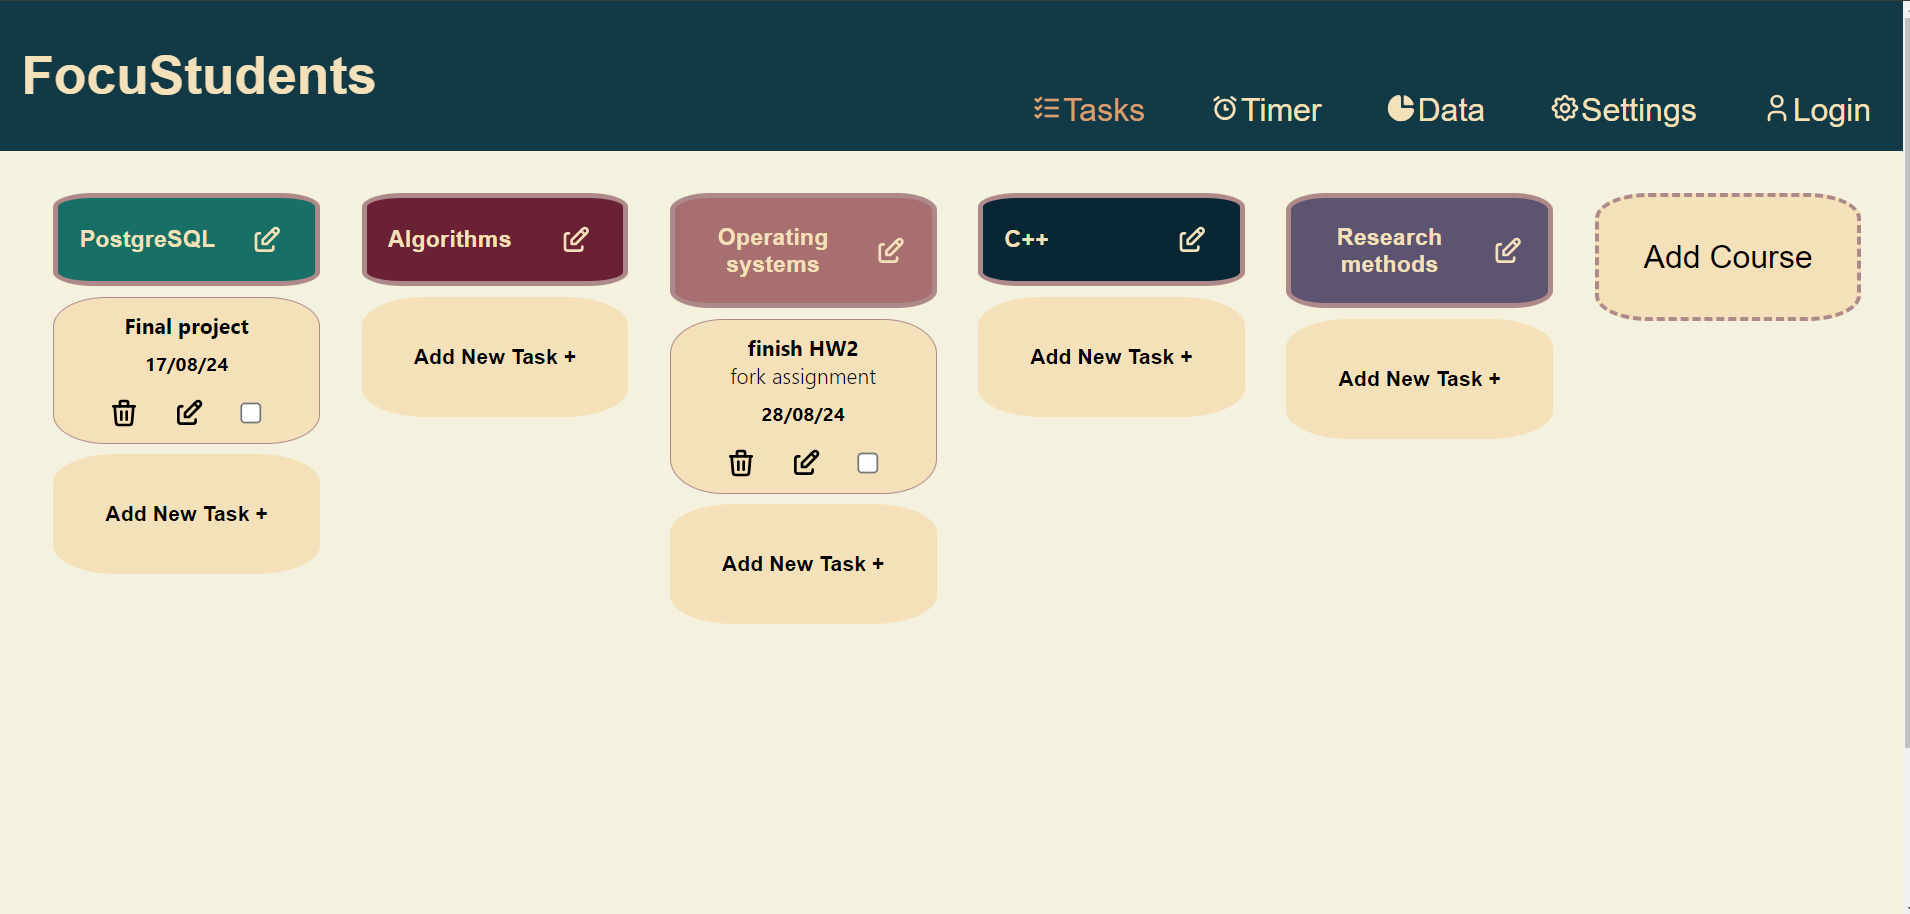 FocuStudents
Tasks
Timer
Data
Settings
Login
PostgreSQL
Final project
17/08/24
Add New Task +
Algorithms
Add New Task +
Operating
systems
finish HW2
fork assignment
28/08/24
Add New Task +
C++
Add New Task +
Research
methods
Add New Task +
Add Course